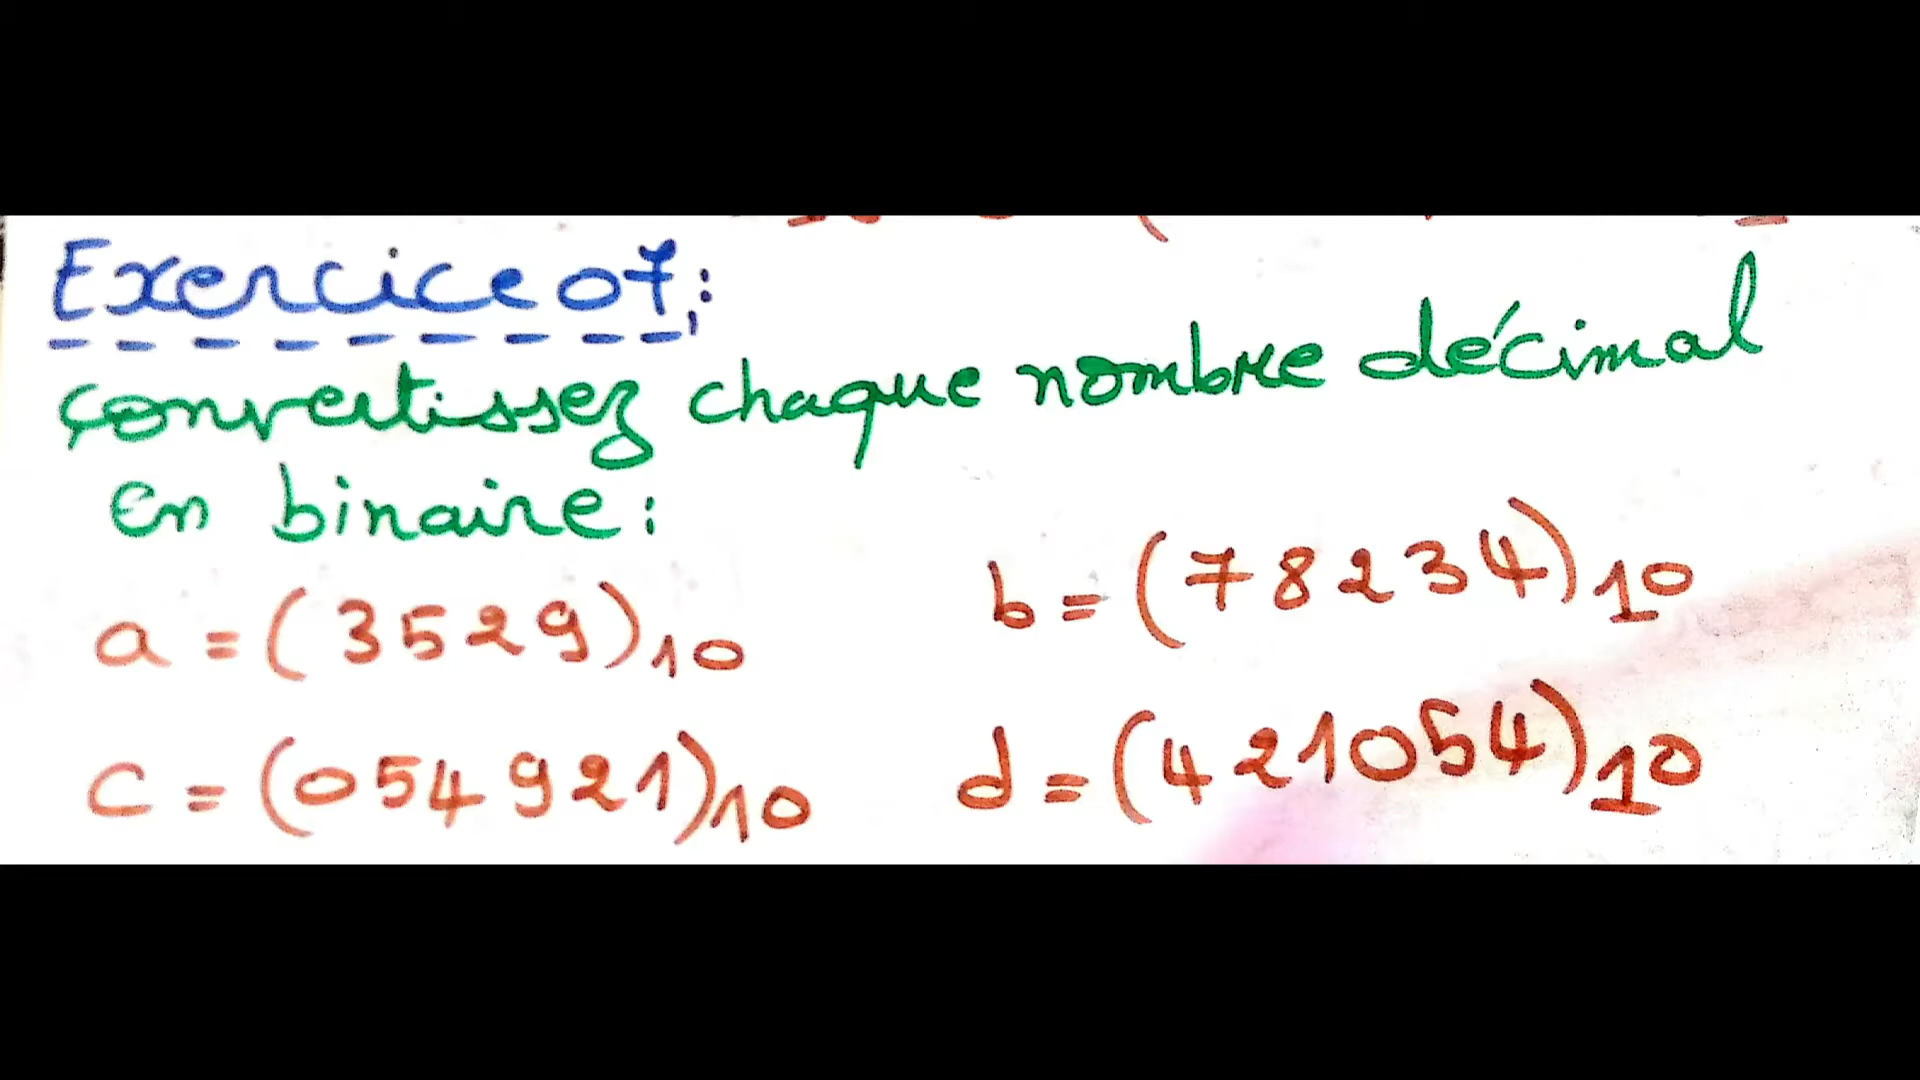 Exercice 07:
Convertissez chaque nombre décimal
en binaire:
a = (3529)10
b = (78234)10
c = (054921)10
d = (421054)10